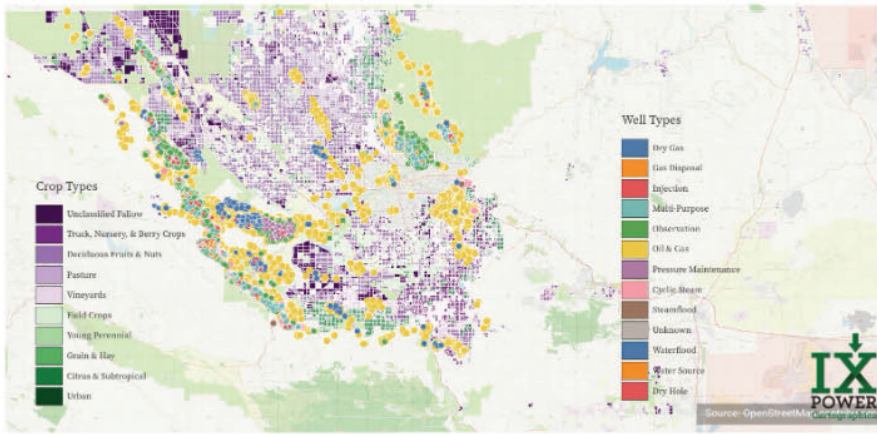 Crop Types
Unclassified Fallow
Truck, Nursery, & Berry Crops
Deciduous Fruits & Nuts
Pasture
Vineyards
Field Crops
Young Perennial
Grain & Hay
Citrus & Subtropical
Urban
Well Types
Dry Gas
Gas Disposal
Injection
Multi-Purpose
Observation
Oil & Gas
Pressure Maintenance
Cyclic Steam
Steamflood
Unknown
Waterflood
Water Source
Dry Hole
IX
POWER
Cartographics
Source: OpenStreetMap